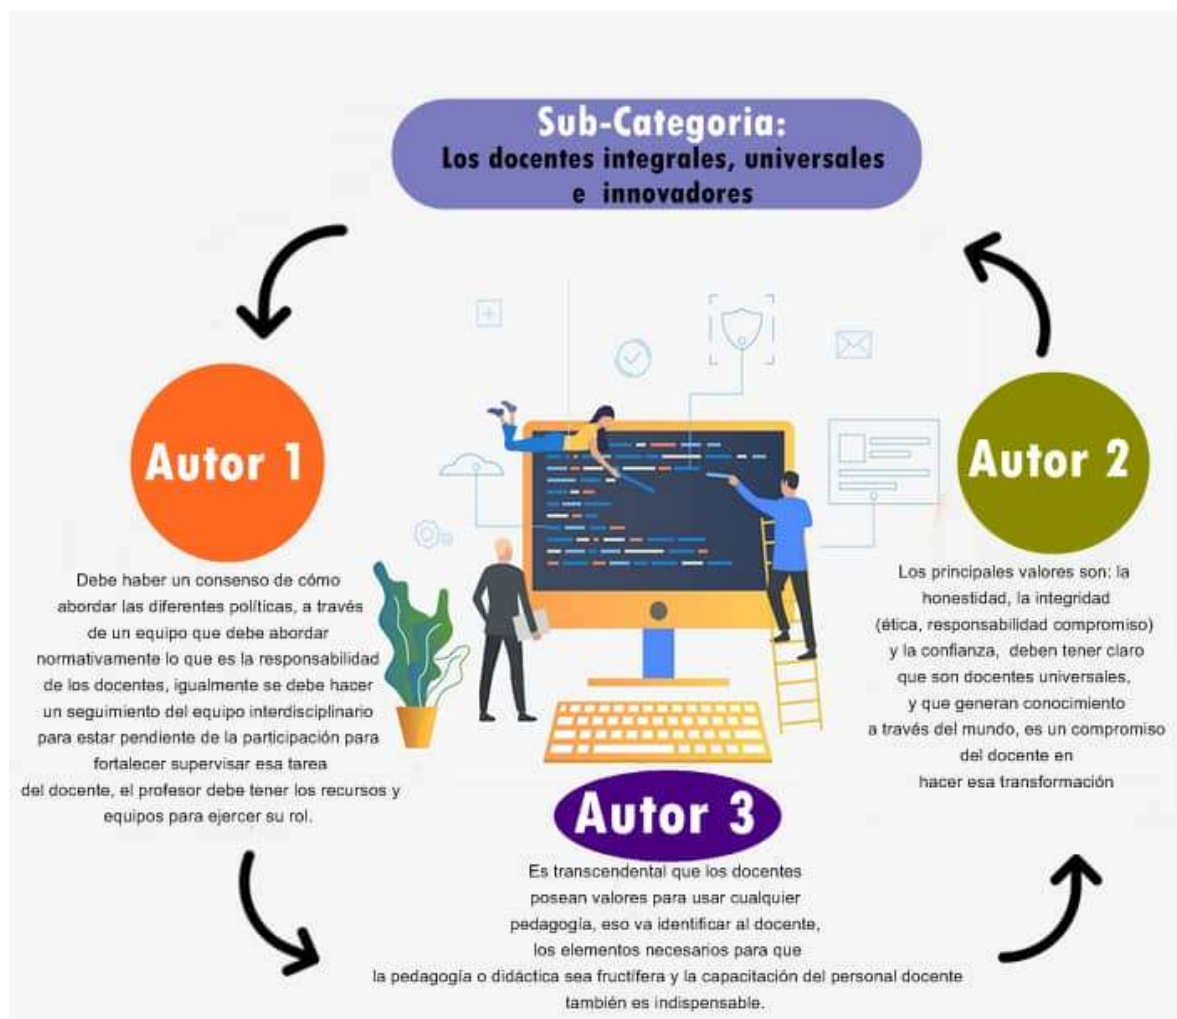 Sub-Categoria:
Los docentes integrales, universales
e innovadores
Autor 1
Debe haber un consenso de cómo
abordar las diferentes políticas, a través
de un equipo que debe abordar
normativamente lo que es la responsabilidad
de los docentes, igualmente se debe hacer
un seguimiento del equipo interdisciplinario
para estar pendiente de la participación para
fortalecer supervisar esa tarea
del docente, el profesor debe tener los recursos y
equipos para ejercer su rol.
Autor 2
Los principales valores son: la
honestidad, la integridad
(ética, responsabilidad compromiso)
y la confianza, deben tener claro
que son docentes universales,
y que generan conocimiento
a través del mundo, es un compromiso
del docente en
hacer esa transformación
Autor 3
Es transcendental que los docentes
posean valores para usar cualquier
pedagogía, eso va identificar al docente,
los elementos necesarios para que
la pedagogía o didáctica sea fructífera y la capacitación del personal docente
también es indispensable.